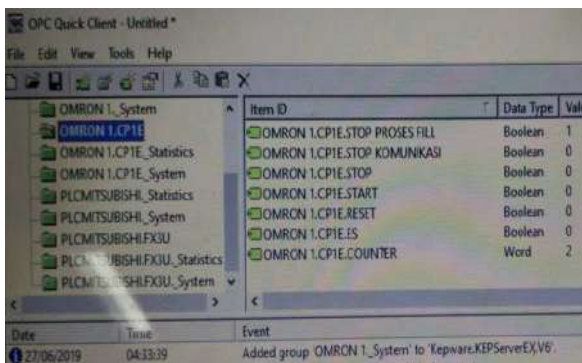 OPC Quick Client - Untitled *
File Edit View Tools Help
OMRON 1._System
OMRON 1.CP1E
OMRON 1.CP1E._Statistics
OMRON 1.CP1E._System
PLCMITSUBISHI._Statistics
PLCMITSUBISHI._System
PLCMITSUBISHI.FX3U
PLCMITSUBISHI.FX3U._Statistics
PLCMITSUBISHI.FX3U._System
Item ID Data Type Val
OMRON 1.CP1E.STOP PROSES FILL Boolean 1
OMRON 1.CP1E.STOP KOMUNIKASI Boolean 0
OMRON 1.CP1E.STOP Boolean 0
OMRON 1.CP1E.START Boolean 0
OMRON 1.CP1E.RESET Boolean 0
OMRON 1.CP1E.ES Boolean 0
OMRON 1.CP1E.COUNTER Word 2
Date Time Event
27/06/2019 04:33:39 Added group 'OMRON 1._System' to 'Kepware.KEPServerEX.V6'.